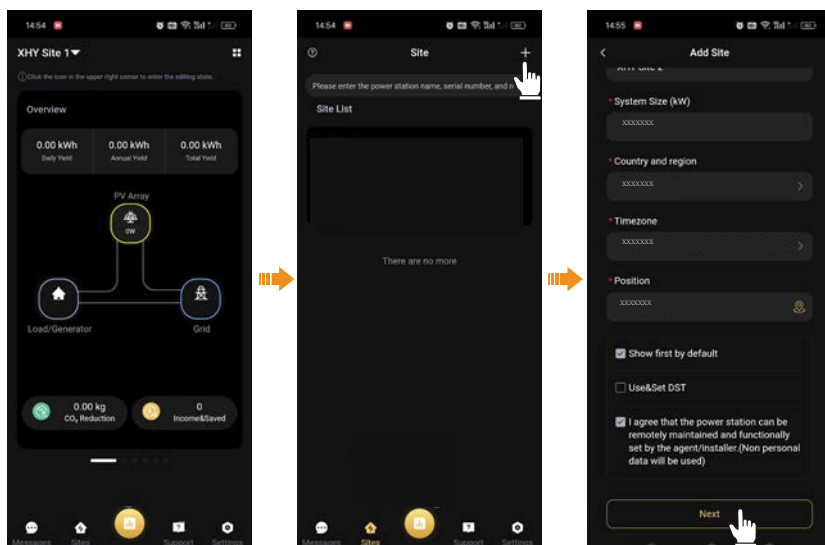 14:54
XHY Site 1
Click the icon in the upper right corner to enter the editing state.
Overview
0.00 kWh
Daily Yield
0.00 kWh
Annual Yield
0.00 kWh
Total Yield
PV Array
0W
Load/Generator
Grid
0.00 kg
CO₂ Reduction
0
Income&Saved
Messages
Sites
Support
Settings
14:54
Site
Please enter the power station name, serial number, and
Site List
There are no more
Messages
Sites
Support
Settings
14:55
Add Site
XHY Site 2
* System Size (kW)
xxxxxxx
* Country and region
xxxxxxx
* Timezone
xxxxxxx
* Position
xxxxxxx
Show first by default
Use&Set DST
I agree that the power station can be
remotely maintained and functionally
set by the agent/installer.(Non personal
data will be used)
Next